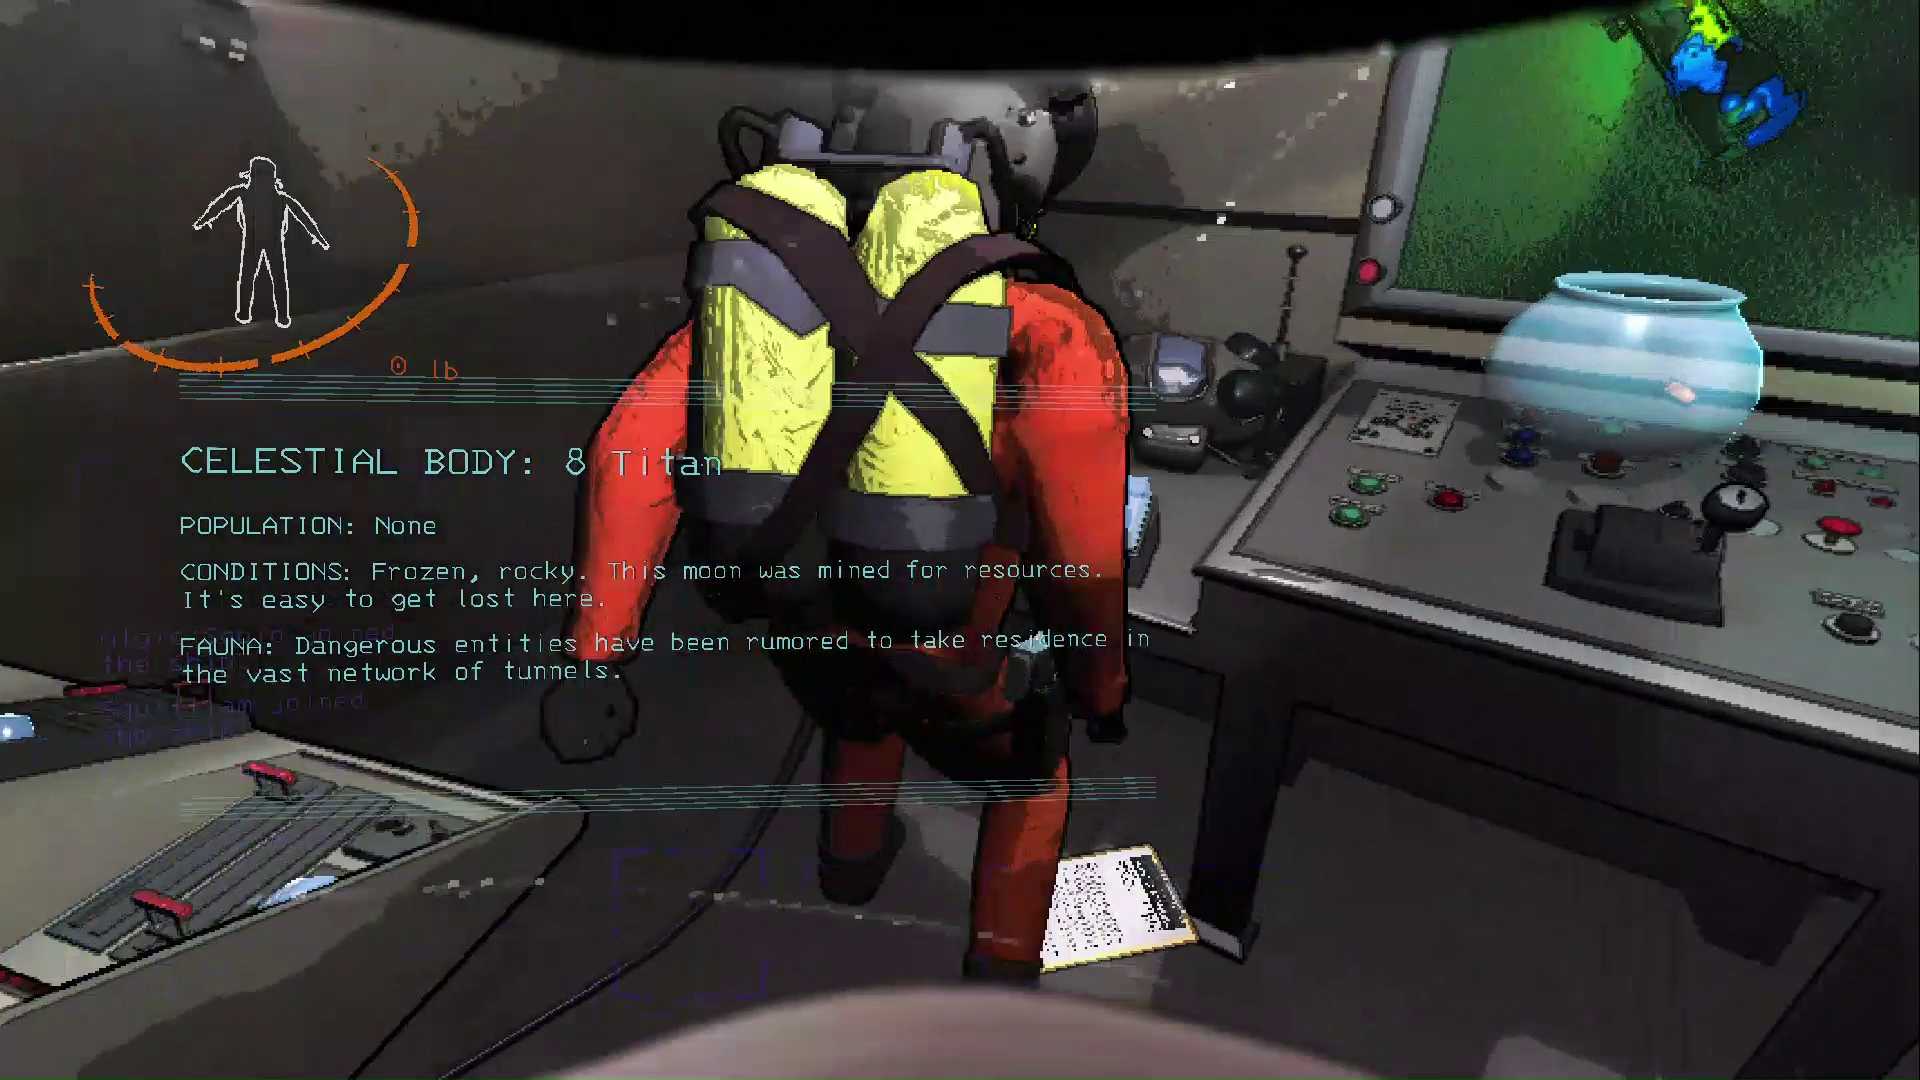 0 lb
CELESTIAL BODY: 8 Titan
POPULATION: None
CONDITIONS: Frozen, rocky. This moon was mined for resources.
It's easy to get lost here.
FAUNA: Dangerous entities have been rumored to take residence in
the vast network of tunnels.
joined